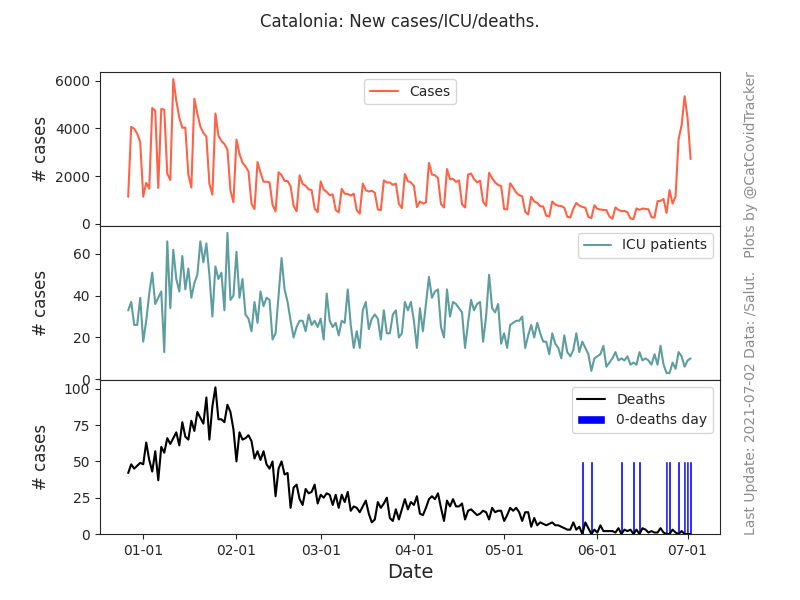 Catalonia: New cases/ICU/deaths.
6000
4000
2000
0
# cases
Cases
60
40
20
0
# cases
ICU patients
100
75
50
25
0
# cases
Deaths
0-deaths day
01-01
02-01
03-01
04-01
05-01
06-01
07-01
Date
Last Update: 2021-07-02 Data: /Salut.   Plots by @CatCovidTracker